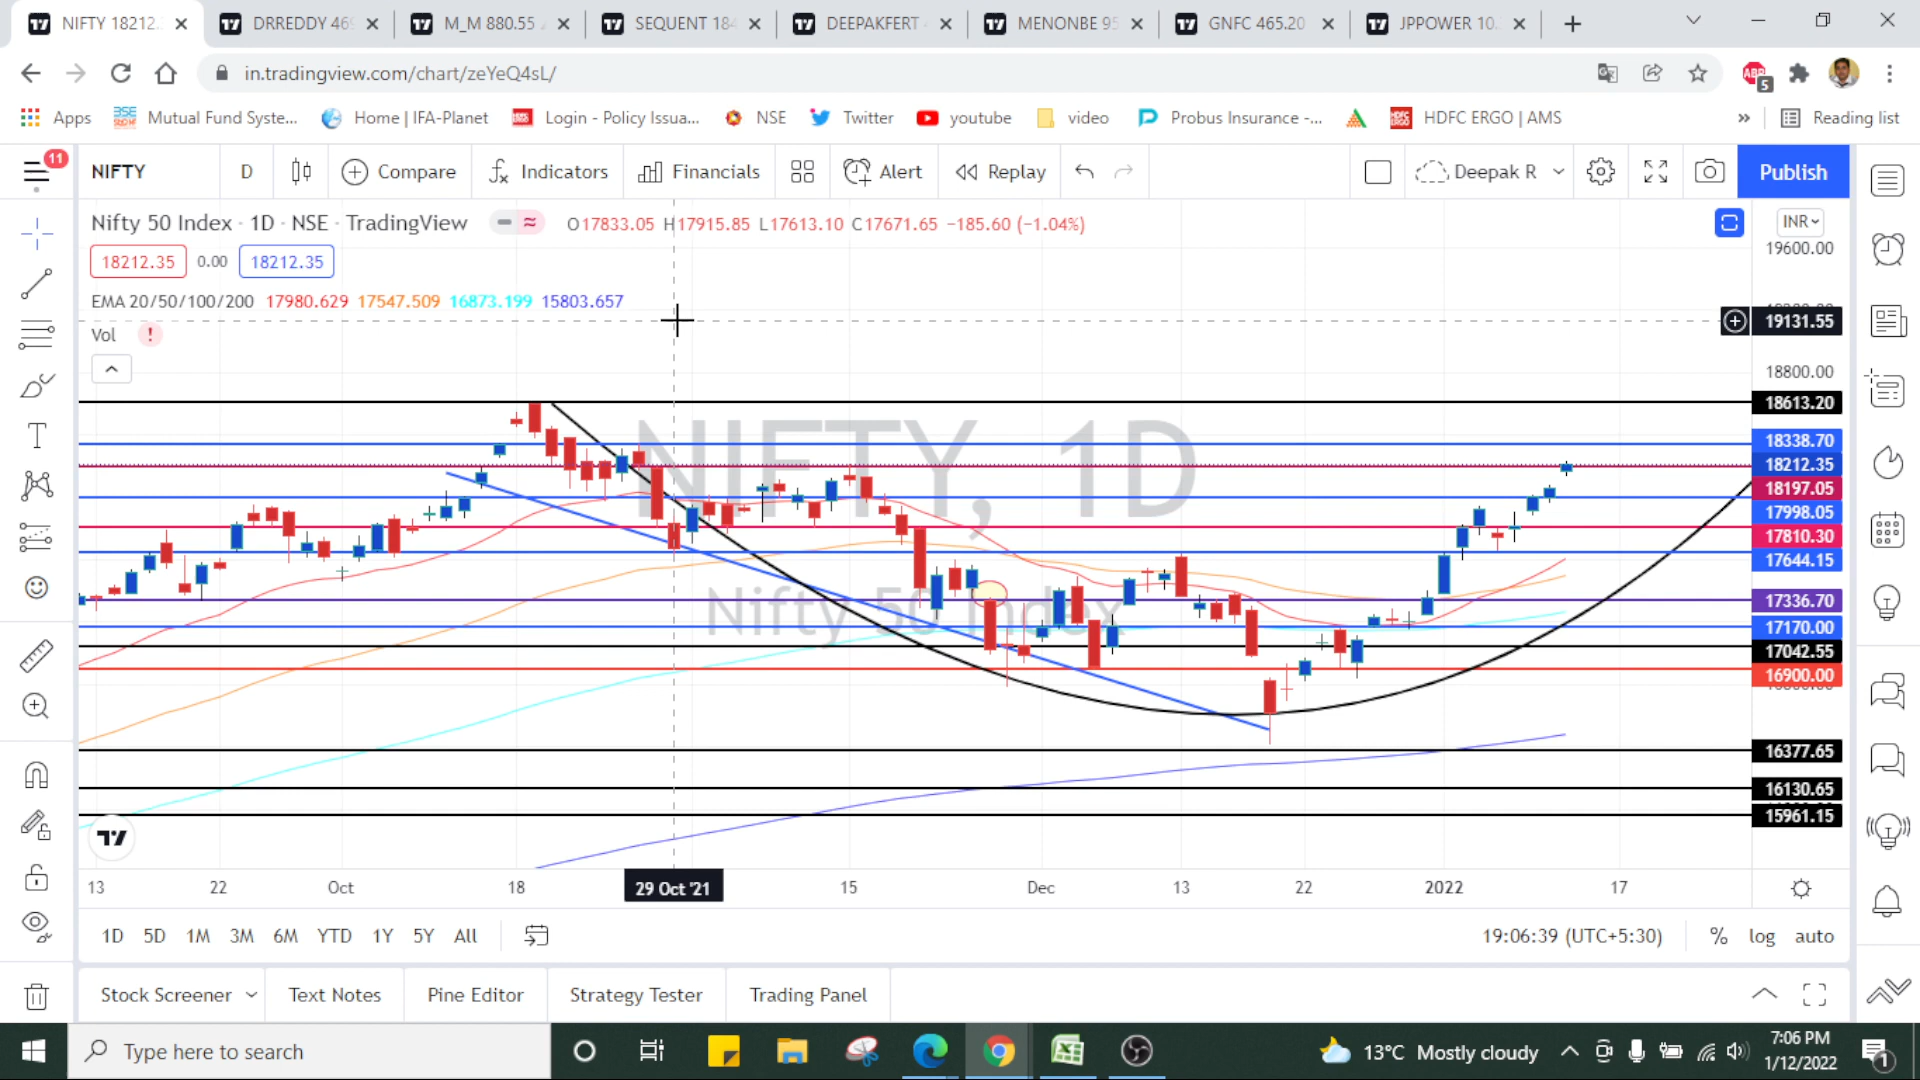 NIFTY 18212.
DRREDDY 469
M_M 880.55
SEQUENT 184
DEEPAKFERT
MENONBE 95
GNFC 465.20
JPPOWER 10.
in.tradingview.com/chart/zeYeQ4sL/
ABP
5
Apps
Mutual Fund Syste...
Home | IFA-Planet
Login - Policy Issua...
NSE
Twitter
youtube
video
Probus Insurance -...
HDFC ERGO | AMS
»
Reading list
11
NIFTY
D
Compare
Indicators
Financials
Alert
Replay
Deepak R
Publish
Nifty 50 Index · 1D · NSE · TradingView
O17833.05 H17915.85 L17613.10 C17671.65 −185.60 (−1.04%)
INR
18212.35 0.00 18212.35
EMA 20/50/100/200 17980.629 17547.509 16873.199 15803.657
Vol !
NIFTY, 1D
Nifty 50 Index
19600.00
19131.55
18800.00
18613.20
18338.70
18212.35
18197.05
17998.05
17810.30
17644.15
17336.70
17170.00
17042.55
16900.00
16377.65
16130.65
15961.15
13
22
Oct
18
29 Oct '21
15
Dec
13
22
2022
17
1D 5D 1M 3M 6M YTD 1Y 5Y All
19:06:39 (UTC+5:30)
% log auto
Stock Screener
Text Notes
Pine Editor
Strategy Tester
Trading Panel
Type here to search
13°C Mostly cloudy
7:06 PM
1/12/2022
1